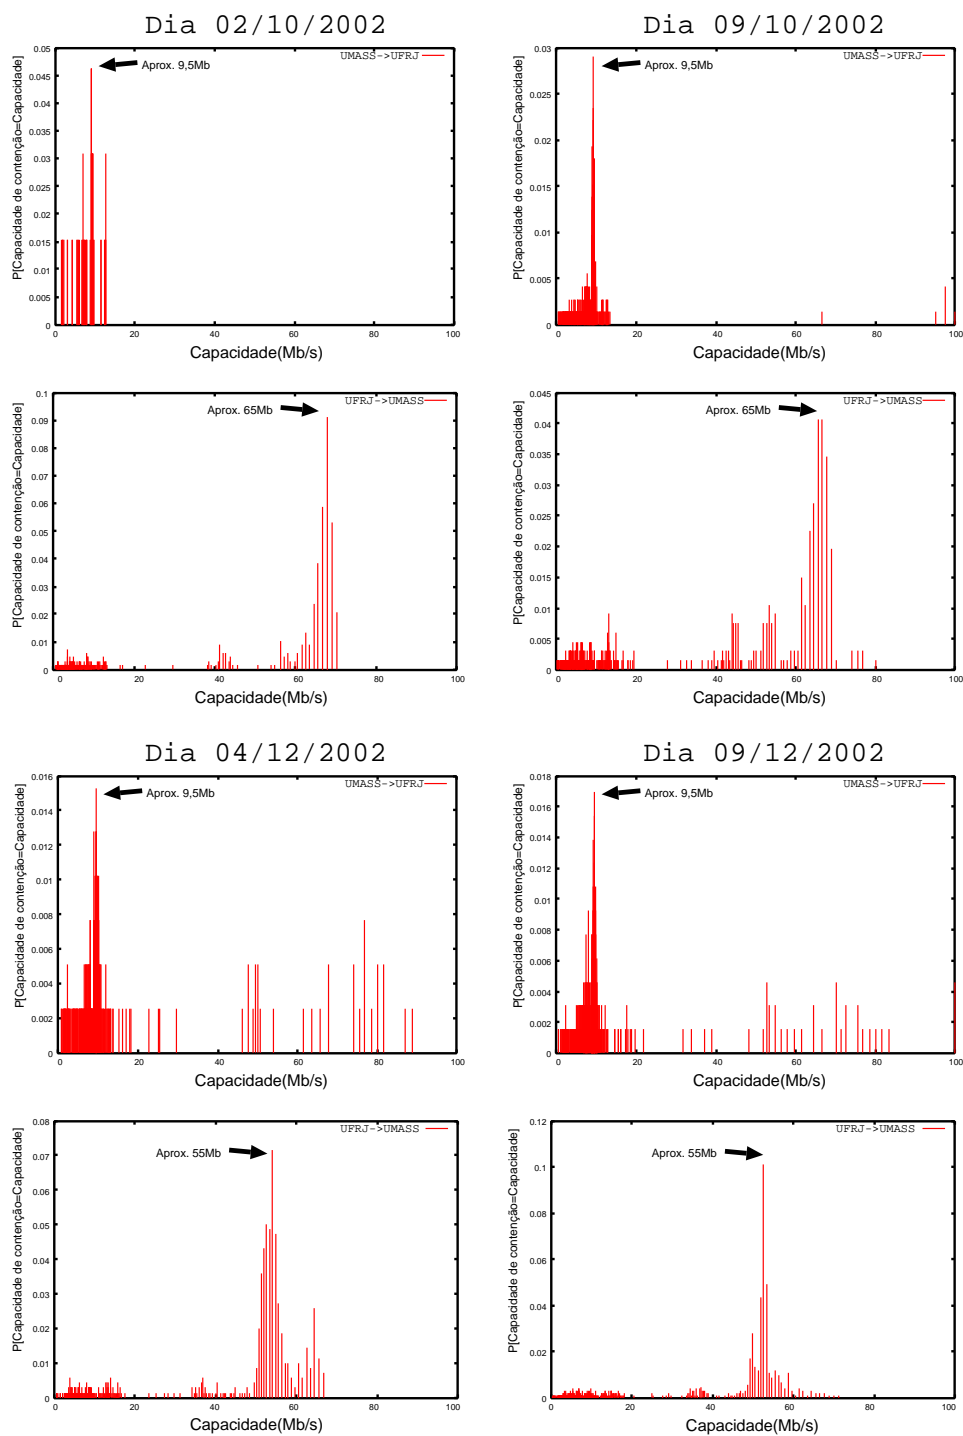 Dia 02/10/2002
Dia 09/10/2002
P[Capacidade de contenção=Capacidade]
0.05
0.045
0.04
0.035
0.03
0.025
0.02
0.015
0.01
0.005
0
UMASS->UFRJ
Aprox. 9,5Mb
0 20 40 60 80 100
Capacidade(Mb/s)
P[Capacidade de contenção=Capacidade]
0.03
0.025
0.02
0.015
0.01
0.005
0
UMASS->UFRJ
Aprox. 9,5Mb
0 20 40 60 80 100
Capacidade(Mb/s)
P[Capacidade de contenção=Capacidade]
0.1
0.09
0.08
0.07
0.06
0.05
0.04
0.03
0.02
0.01
0
UFRJ->UMASS
Aprox. 65Mb
0 20 40 60 80 100
Capacidade(Mb/s)
P[Capacidade de contenção=Capacidade]
0.045
0.04
0.035
0.03
0.025
0.02
0.015
0.01
0.005
0
UFRJ->UMASS
Aprox. 65Mb
0 20 40 60 80 100
Capacidade(Mb/s)
Dia 04/12/2002
Dia 09/12/2002
P[Capacidade de contenção=Capacidade]
0.016
0.014
0.012
0.01
0.008
0.006
0.004
0.002
0
UMASS->UFRJ
Aprox. 9,5Mb
0 20 40 60 80 100
Capacidade(Mb/s)
P[Capacidade de contenção=Capacidade]
0.018
0.016
0.014
0.012
0.01
0.008
0.006
0.004
0.002
0
UMASS->UFRJ
Aprox. 9,5Mb
0 20 40 60 80 100
Capacidade(Mb/s)
P[Capacidade de contenção=Capacidade]
0.08
0.07
0.06
0.05
0.04
0.03
0.02
0.01
0
UFRJ->UMASS
Aprox. 55Mb
0 20 40 60 80 100
Capacidade(Mb/s)
P[Capacidade de contenção=Capacidade]
0.12
0.1
0.08
0.06
0.04
0.02
0
UFRJ->UMASS
Aprox. 55Mb
0 20 40 60 80 100
Capacidade(Mb/s)